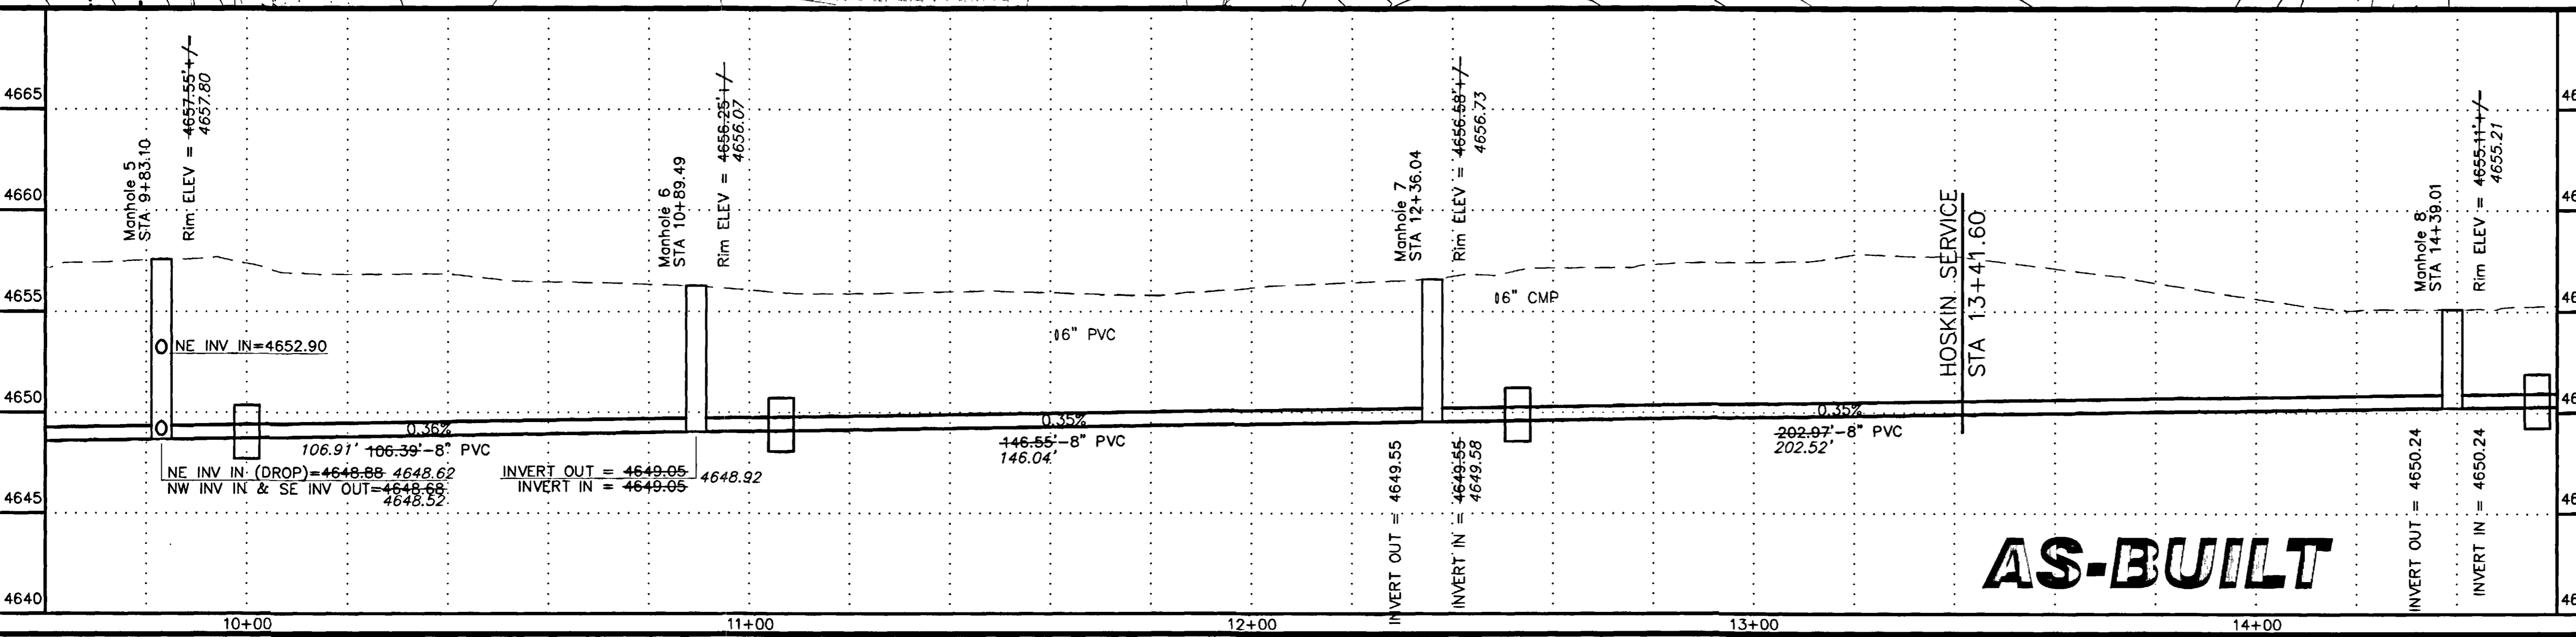 4665
4660
4655
4650
4645
4640
Manhole 5
STA 9+83.10
Rim ELEV = 4657.55'+/-
4657.80
NE INV IN=4652.90
0.36%
106.91' 106.39'-8" PVC
NE INV IN (DROP)=4648.88 4648.62
NW INV IN & SE INV OUT=4648.68
4648.52
Manhole 6
STA 10+89.49
Rim ELEV = 4656.25'+/-
4656.07
INVERT OUT = 4649.05
INVERT IN = 4649.05
4648.92
6" PVC
0.35%
146.55'-8" PVC
146.04'
Manhole 7
STA 12+36.04
Rim ELEV = 4656.58'+/-
4656.73
INVERT OUT = 4649.55
INVERT IN = 4649.55
4649.58
6" CMP
HOSKIN SERVICE
STA 13+41.60
0.35%
202.97'-8" PVC
202.52'
Manhole 8
STA 14+39.01
Rim ELEV = 4655.11'+/-
4655.21
INVERT OUT = 4650.24
INVERT IN = 4650.24
AS-BUILT
10+00
11+00
12+00
13+00
14+00